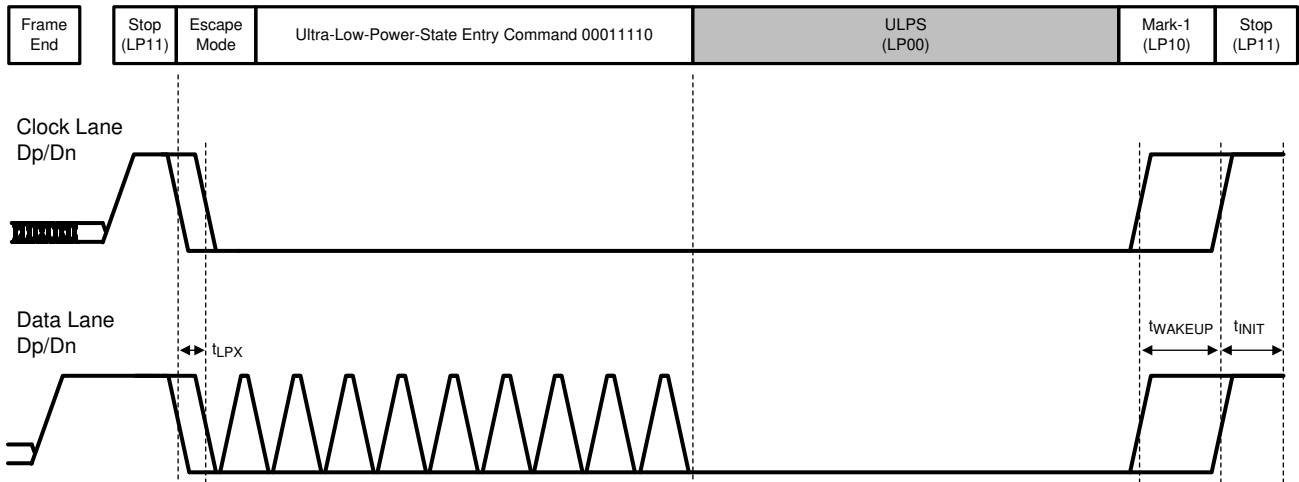 Frame
End
Stop
(LP11)
Escape
Mode
Ultra-Low-Power-State Entry Command 00011110
ULPS
(LP00)
Mark-1
(LP10)
Stop
(LP11)
Clock Lane
Dp/Dn
Data Lane
Dp/Dn
tLPX
tWAKEUP
tINIT